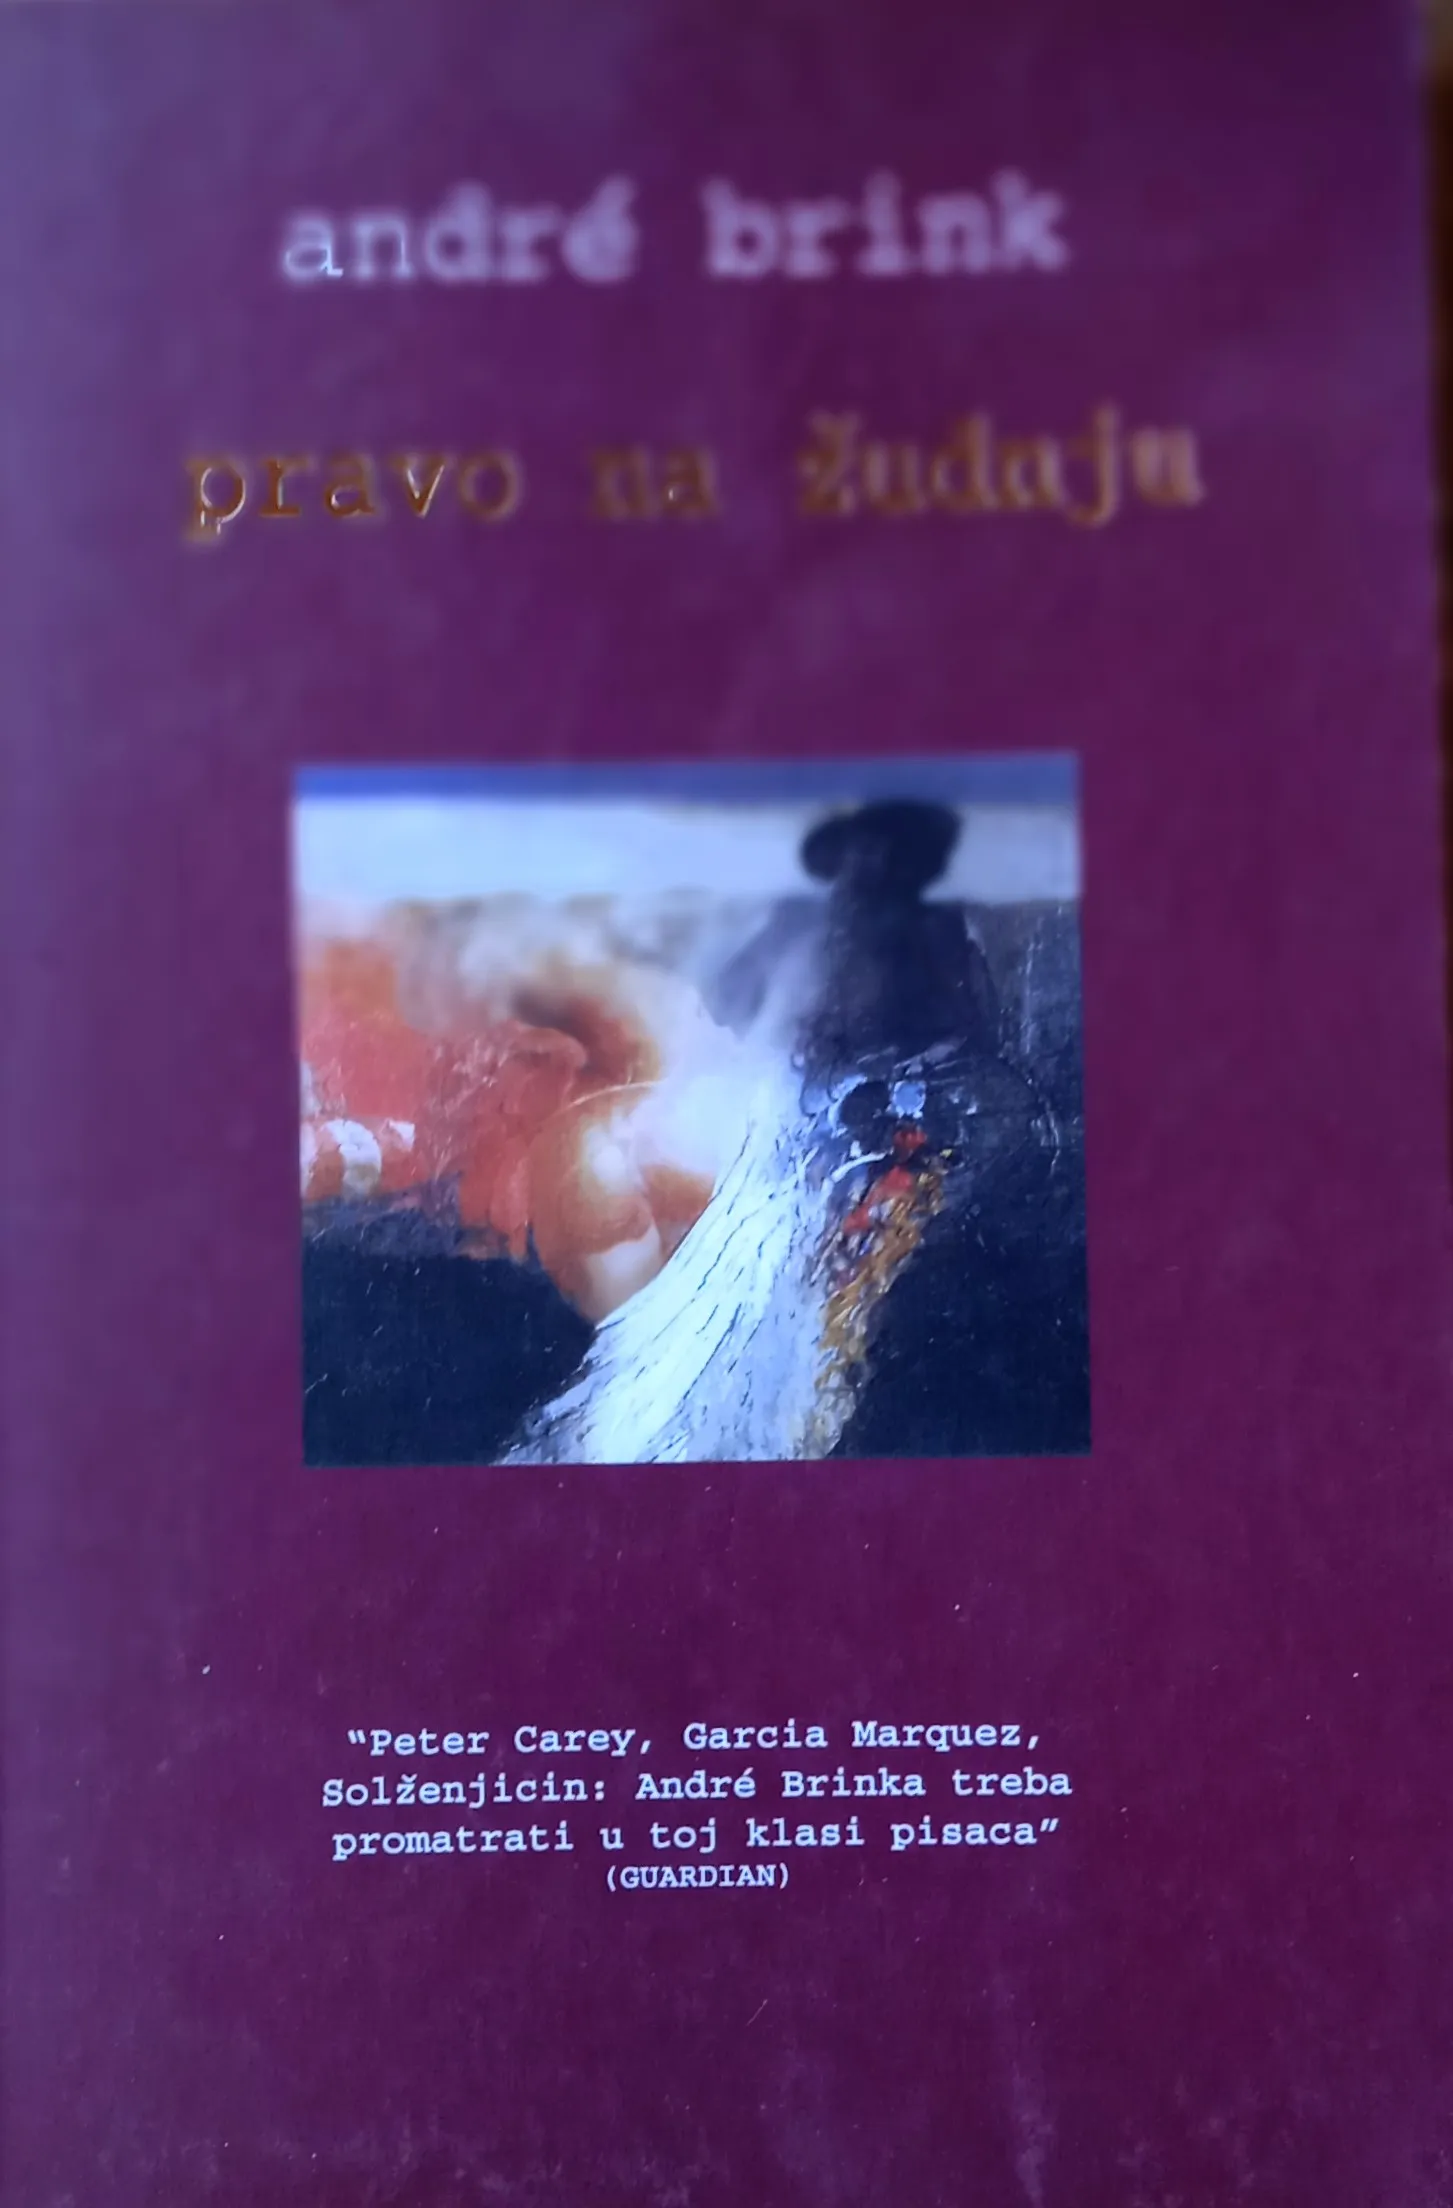 andré brink
pravo na žudnju
"Peter Carey, Garcia Marquez,
Solženjicin: André Brinka treba
promatrati u toj klasi pisaca"
(GUARDIAN)